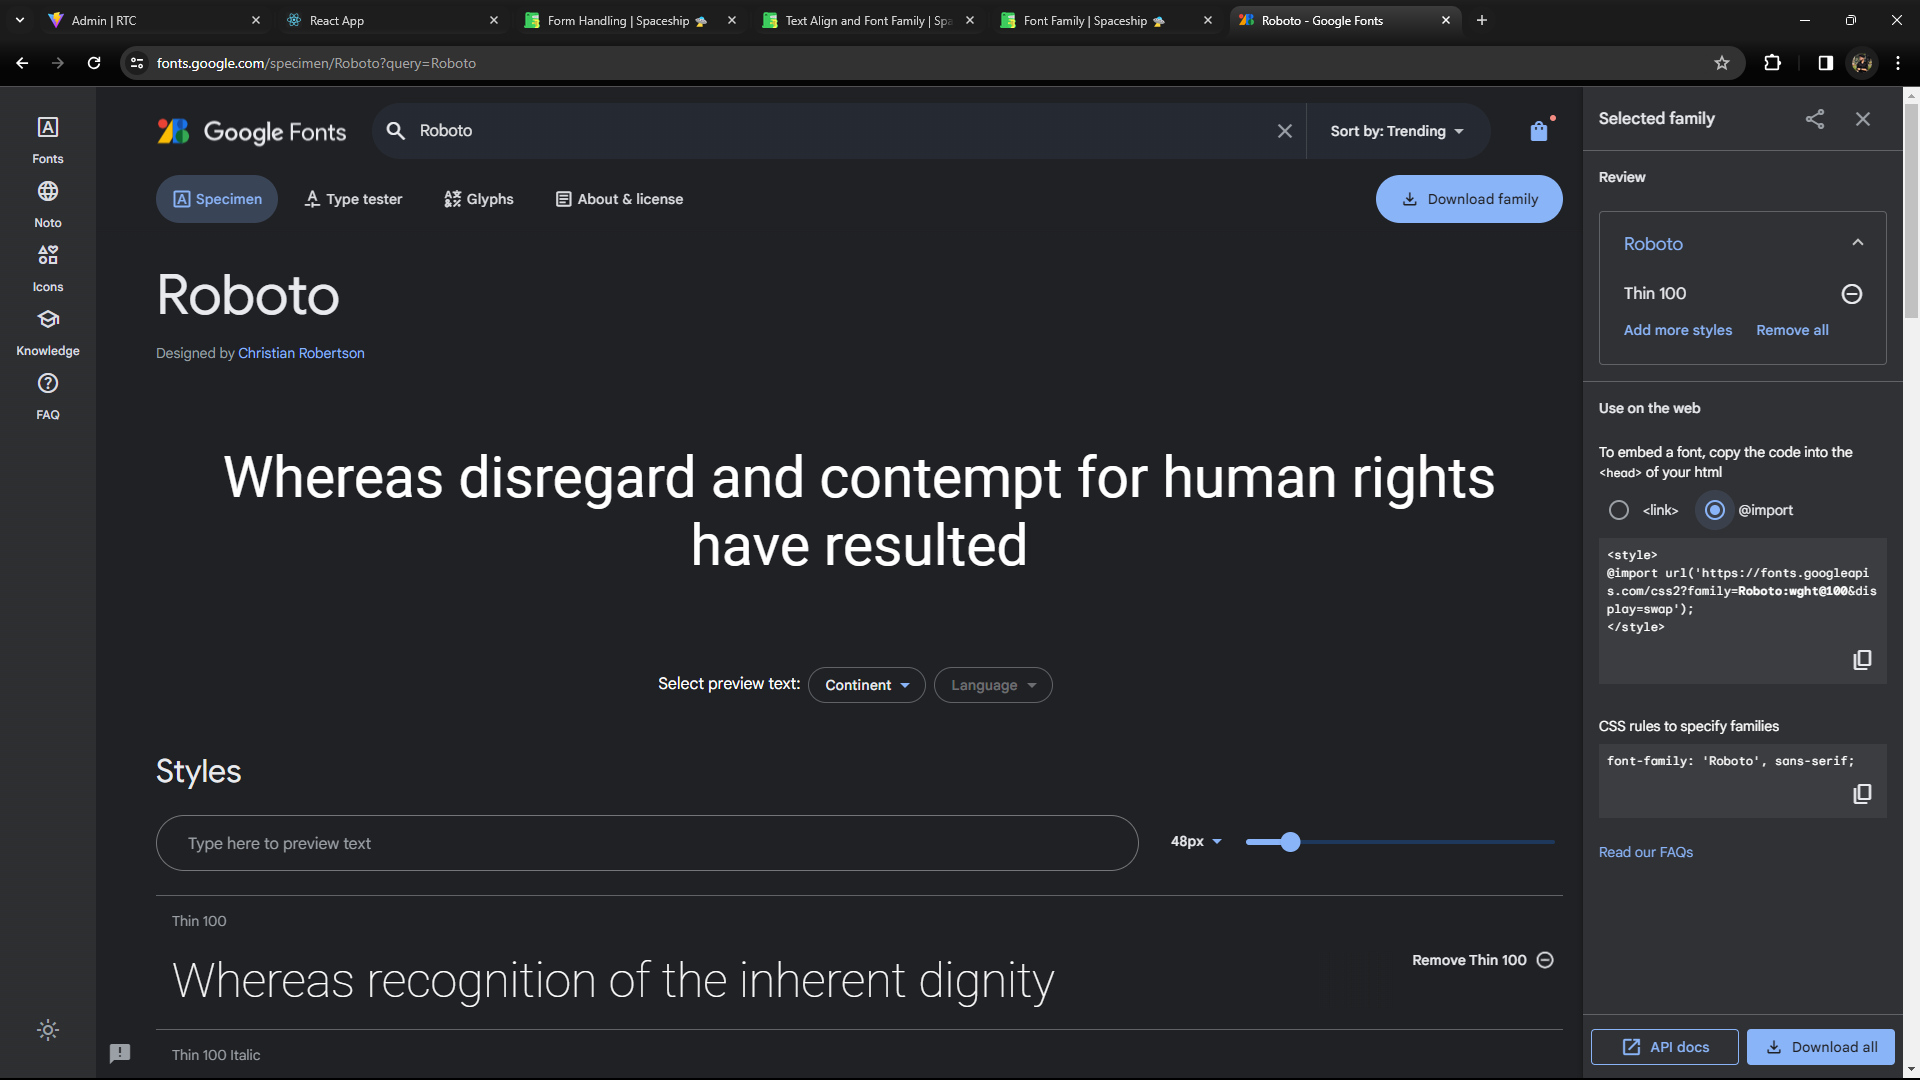 Admin | RTC
React App
Form Handling | Spaceship
Text Align and Font Family | Spa
Font Family | Spaceship
Roboto - Google Fonts
fonts.google.com/specimen/Roboto?query=Roboto
Fonts
Noto
Icons
Knowledge
FAQ
Google Fonts
Roboto
Sort by: Trending
Specimen
Type tester
Glyphs
About & license
Download family
Roboto
Designed by Christian Robertson
Whereas disregard and contempt for human rights
have resulted
Select preview text:
Continent
Language
Styles
Type here to preview text
48px
Thin 100
Whereas recognition of the inherent dignity
Remove Thin 100
Thin 100 Italic
Selected family
Review
Roboto
Thin 100
Add more styles
Remove all
Use on the web
To embed a font, copy the code into the
<head> of your html
<link>
@import
<style>
@import url('https://fonts.googleapi
s.com/css2?family=Roboto:wght@100&dis
play=swap');
</style>
CSS rules to specify families
font-family: 'Roboto', sans-serif;
Read our FAQs
API docs
Download all